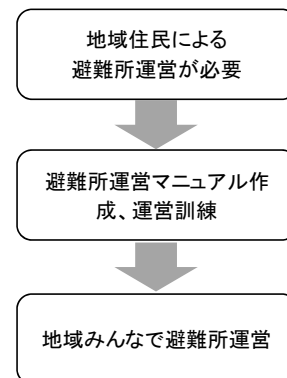 地域住民による
避難所運営が必要
避難所運営マニュアル作
成、運営訓練
地域みんなで避難所運営